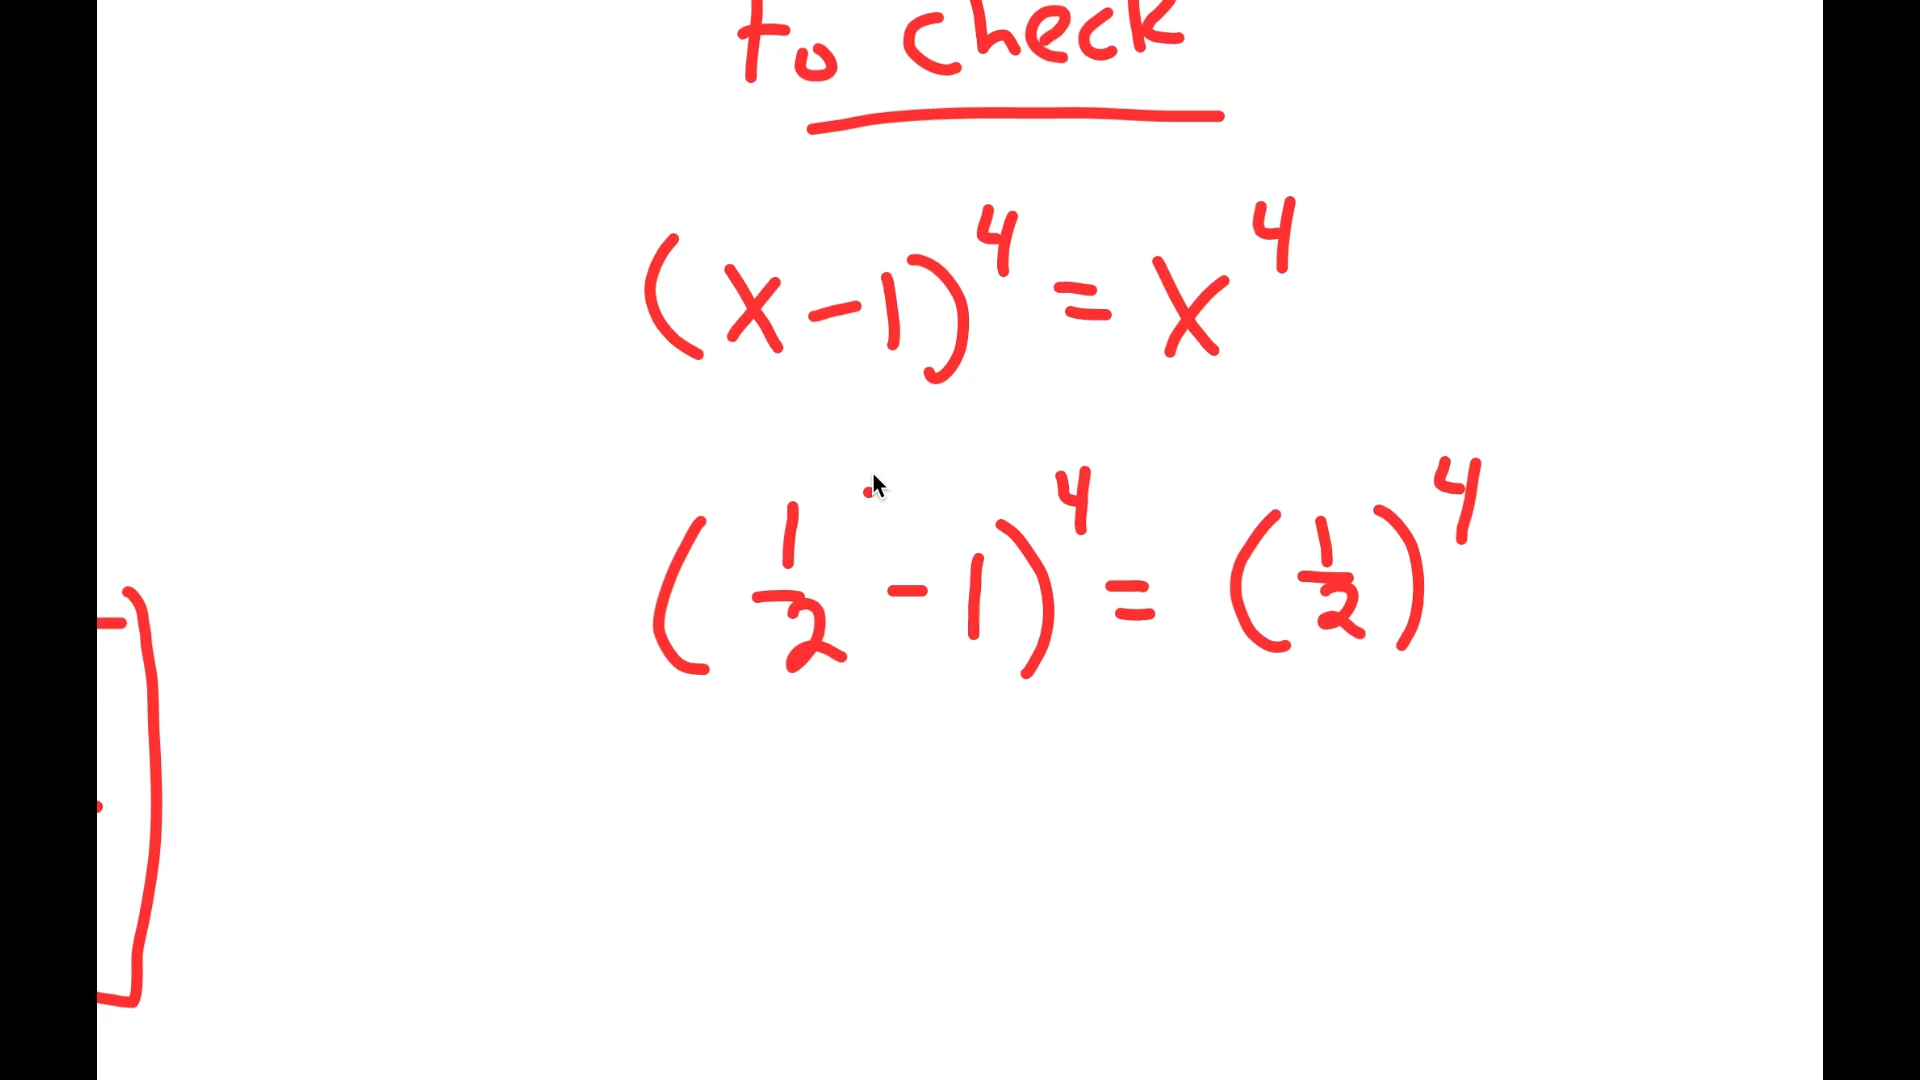 to check
(x-1)⁴ = x⁴
(1/2 - 1)⁴ = (1/2)⁴